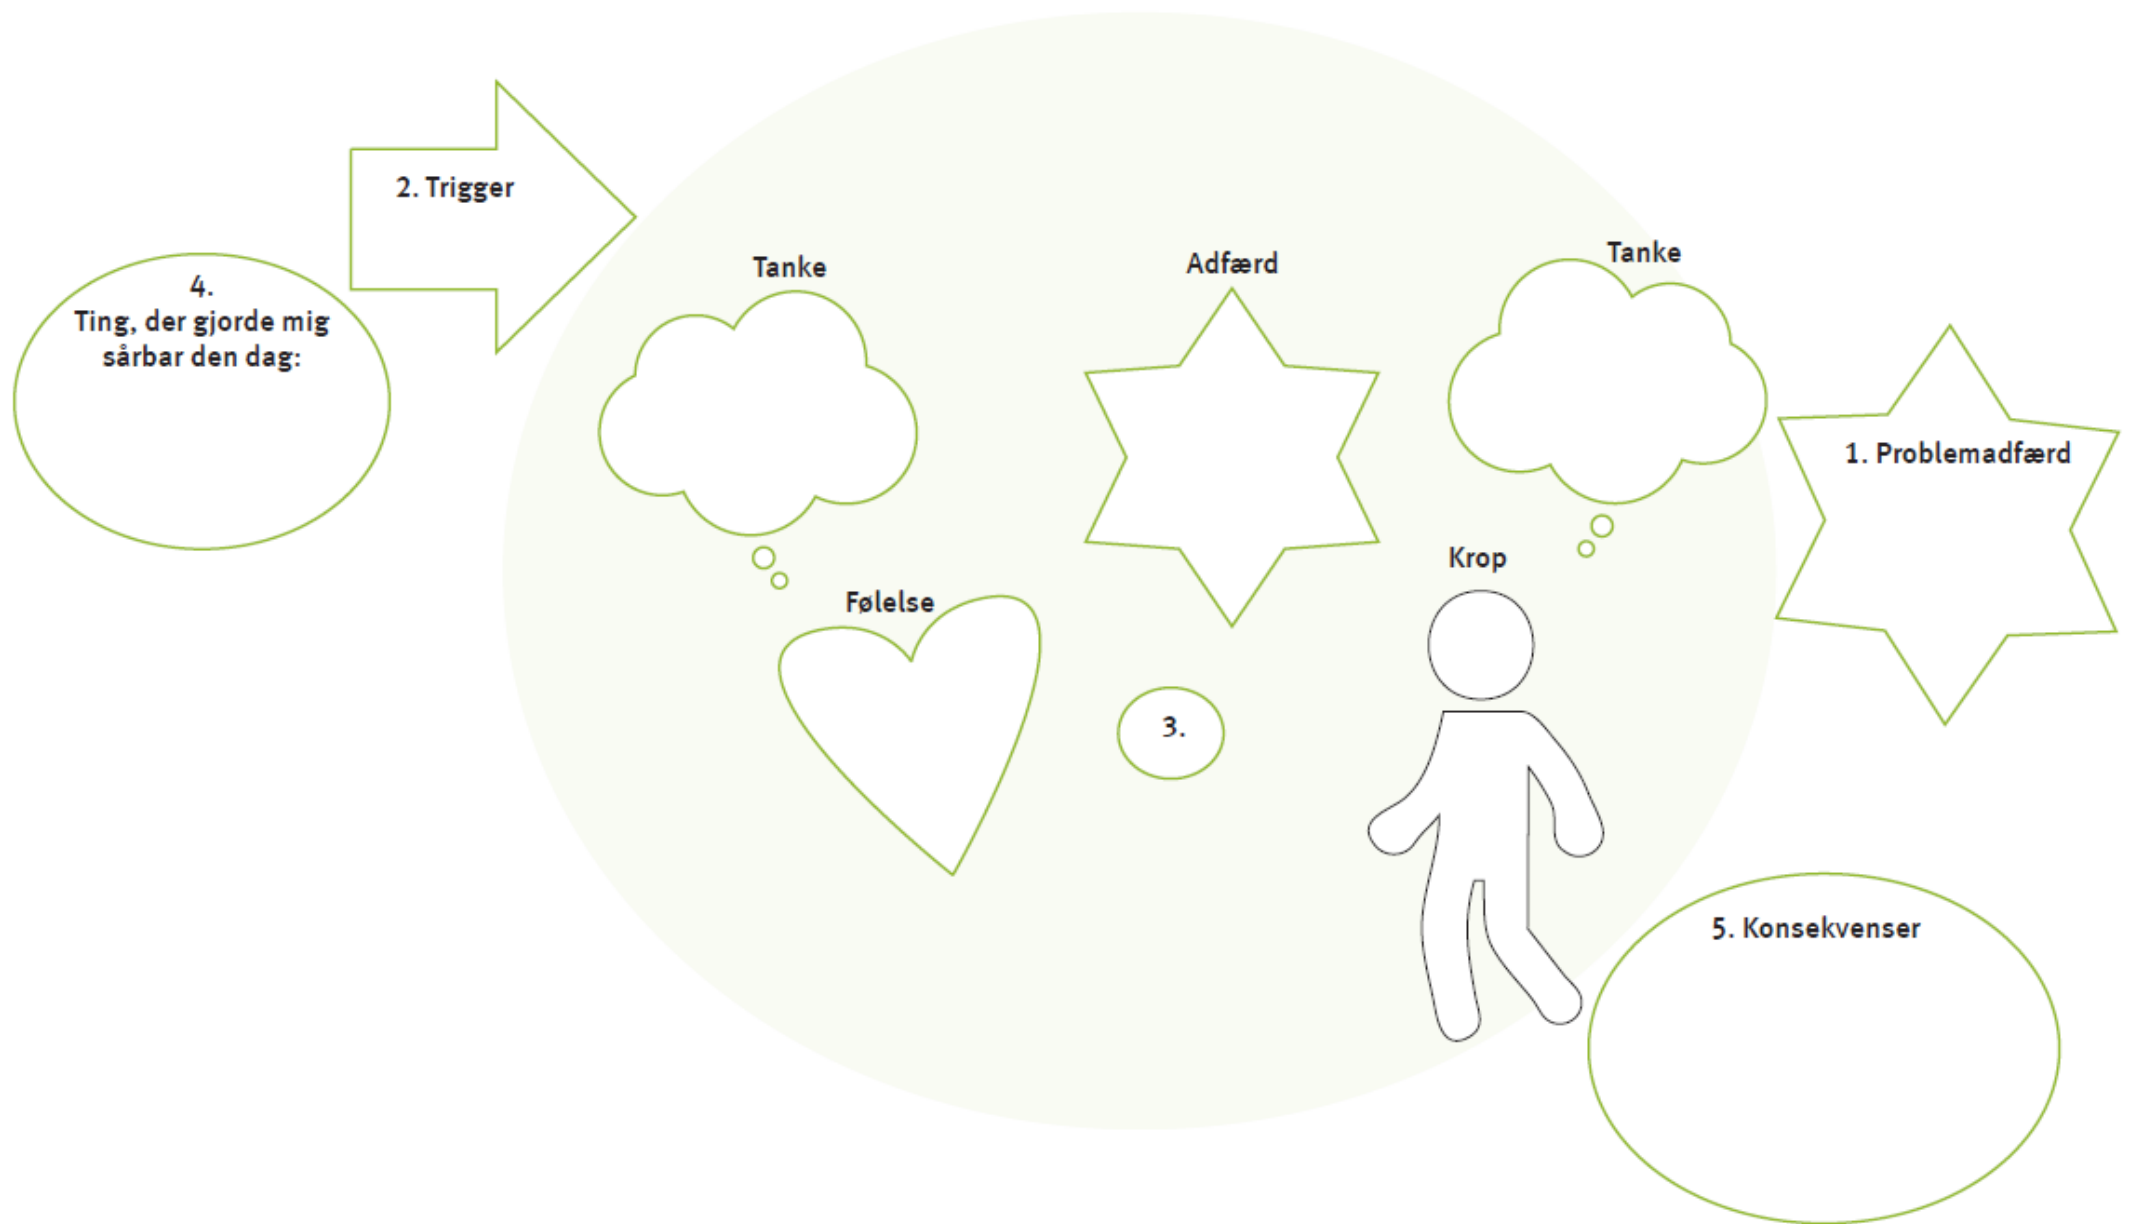 2. Trigger
4.
Ting, der gjorde mig
sårbar den dag:
Tanke
Adfærd
Tanke
1. Problemadfærd
Følelse
Krop
3.
5. Konsekvenser